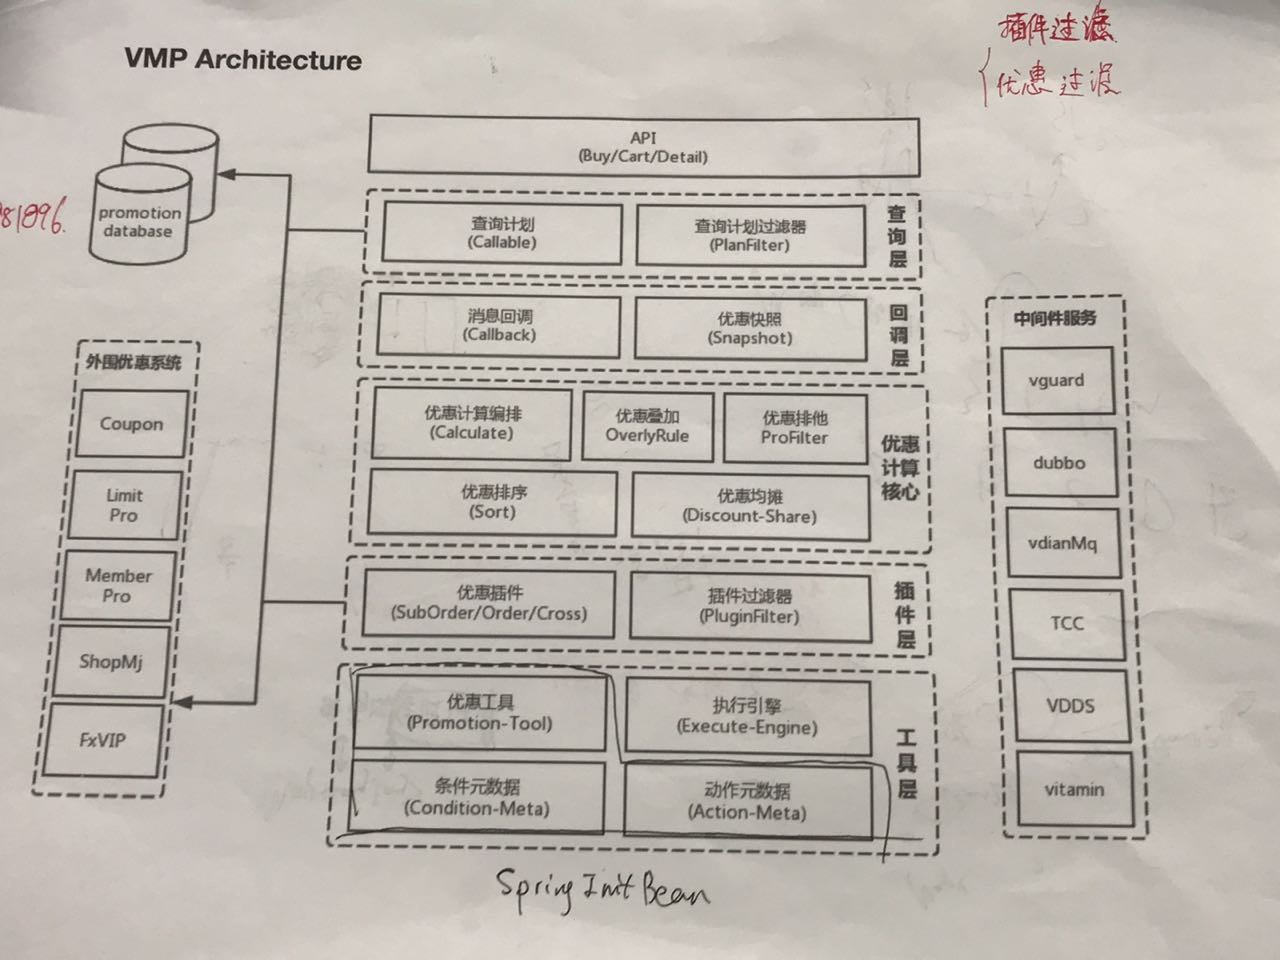 插件过滤
优惠过滤
VMP Architecture
API
(Buy/Cart/Detail)
promotion
database
81096.
查询计划
(Callable)
查询计划过滤器
(PlanFilter)
查询层
消息回调
(Callback)
优惠快照
(Snapshot)
回调层
优惠计算编排
(Calculate)
优惠叠加
OverlyRule
优惠排他
ProFilter
优惠排序
(Sort)
优惠均摊
(Discount-Share)
优惠
计算
核心
优惠插件
(SubOrder/Order/Cross)
插件过滤器
(PluginFilter)
插件层
优惠工具
(Promotion-Tool)
执行引擎
(Execute-Engine)
条件元数据
(Condition-Meta)
动作元数据
(Action-Meta)
工具层
外围优惠系统
Coupon
Limit
Pro
Member
Pro
ShopMj
FxVIP
中间件服务
vguard
dubbo
vdianMq
TCC
VDDS
vitamin
Spring Init Bean